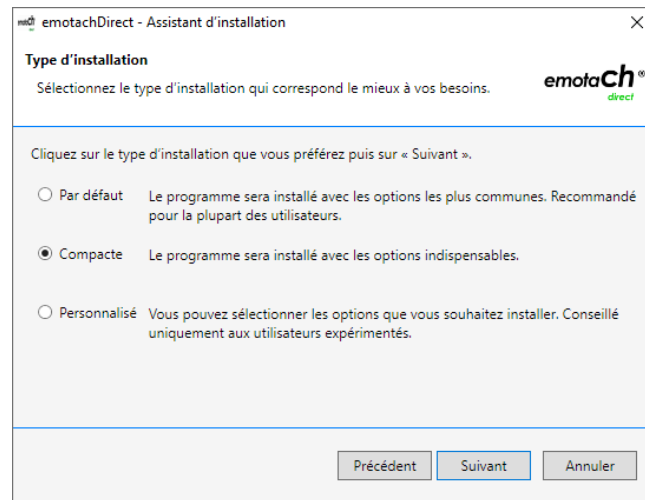 emotachDirect - Assistant d'installation
Type d'installation
Sélectionnez le type d'installation qui correspond le mieux à vos besoins.
emotach®
direct
Cliquez sur le type d'installation que vous préférez puis sur « Suivant ».
Par défaut
Le programme sera installé avec les options les plus communes. Recommandé
pour la plupart des utilisateurs.
Compacte
Le programme sera installé avec les options indispensables.
Personnalisé
Vous pouvez sélectionner les options que vous souhaitez installer. Conseillé
uniquement aux utilisateurs expérimentés.
Précédent
Suivant
Annuler